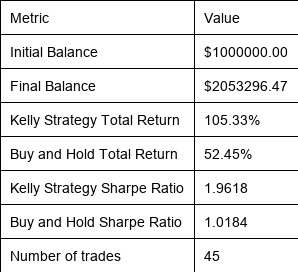 Metric Value
Initial Balance $1000000.00
Final Balance $2053296.47
Kelly Strategy Total Return 105.33%
Buy and Hold Total Return 52.45%
Kelly Strategy Sharpe Ratio 1.9618
Buy and Hold Sharpe Ratio 1.0184
Number of trades 45